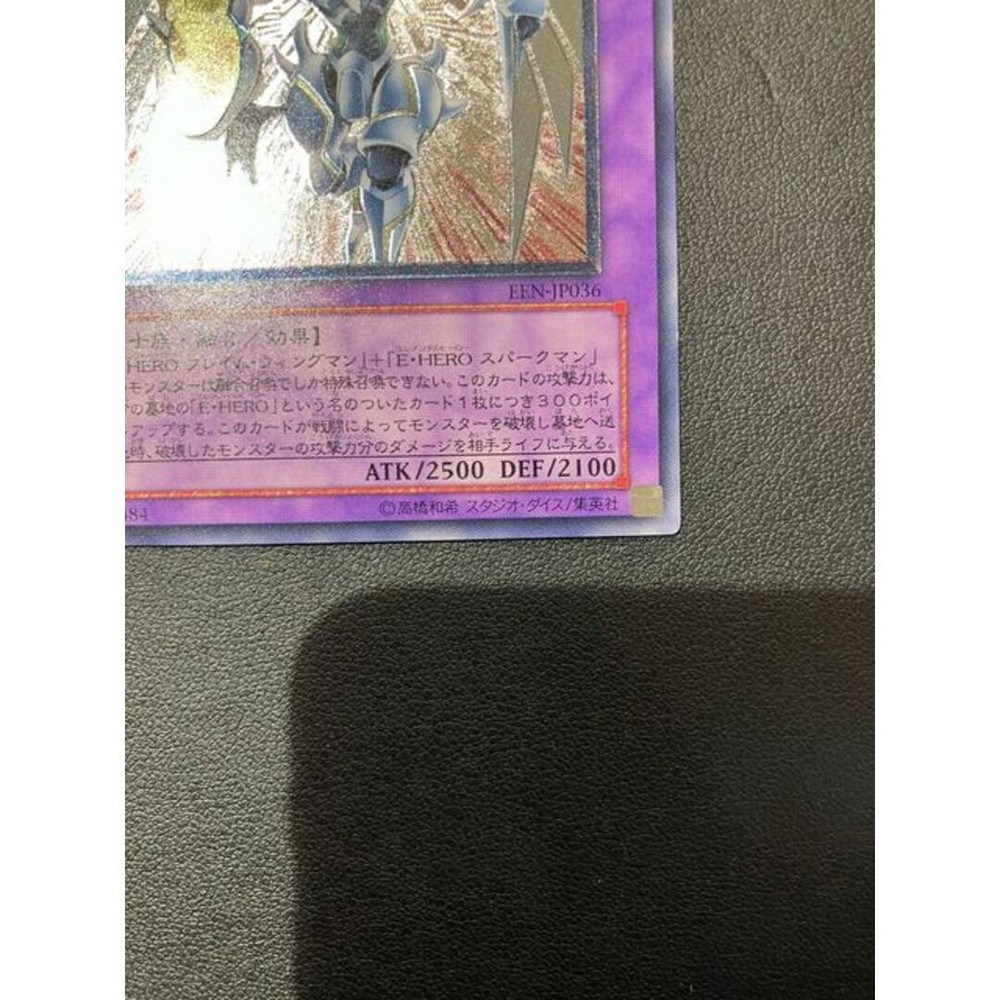 EEN-JP036
士族・融合/効果】
HERO フレイム・ウィングマン」+「E・HERO スパークマン」
のモンスターは融合召喚でしか特殊召喚できない。このカードの攻撃力は、
分の墓地の「E・HERO」という名のついたカード1枚につき300ポイ
アップする。このカードが戦闘によってモンスターを破壊し墓地へ送
時、破壊したモンスターの攻撃力分のダメージを相手ライフに与える。
ATK/2500 DEF/2100
484 ©高橋和希 スタジオ・ダイス/集英社